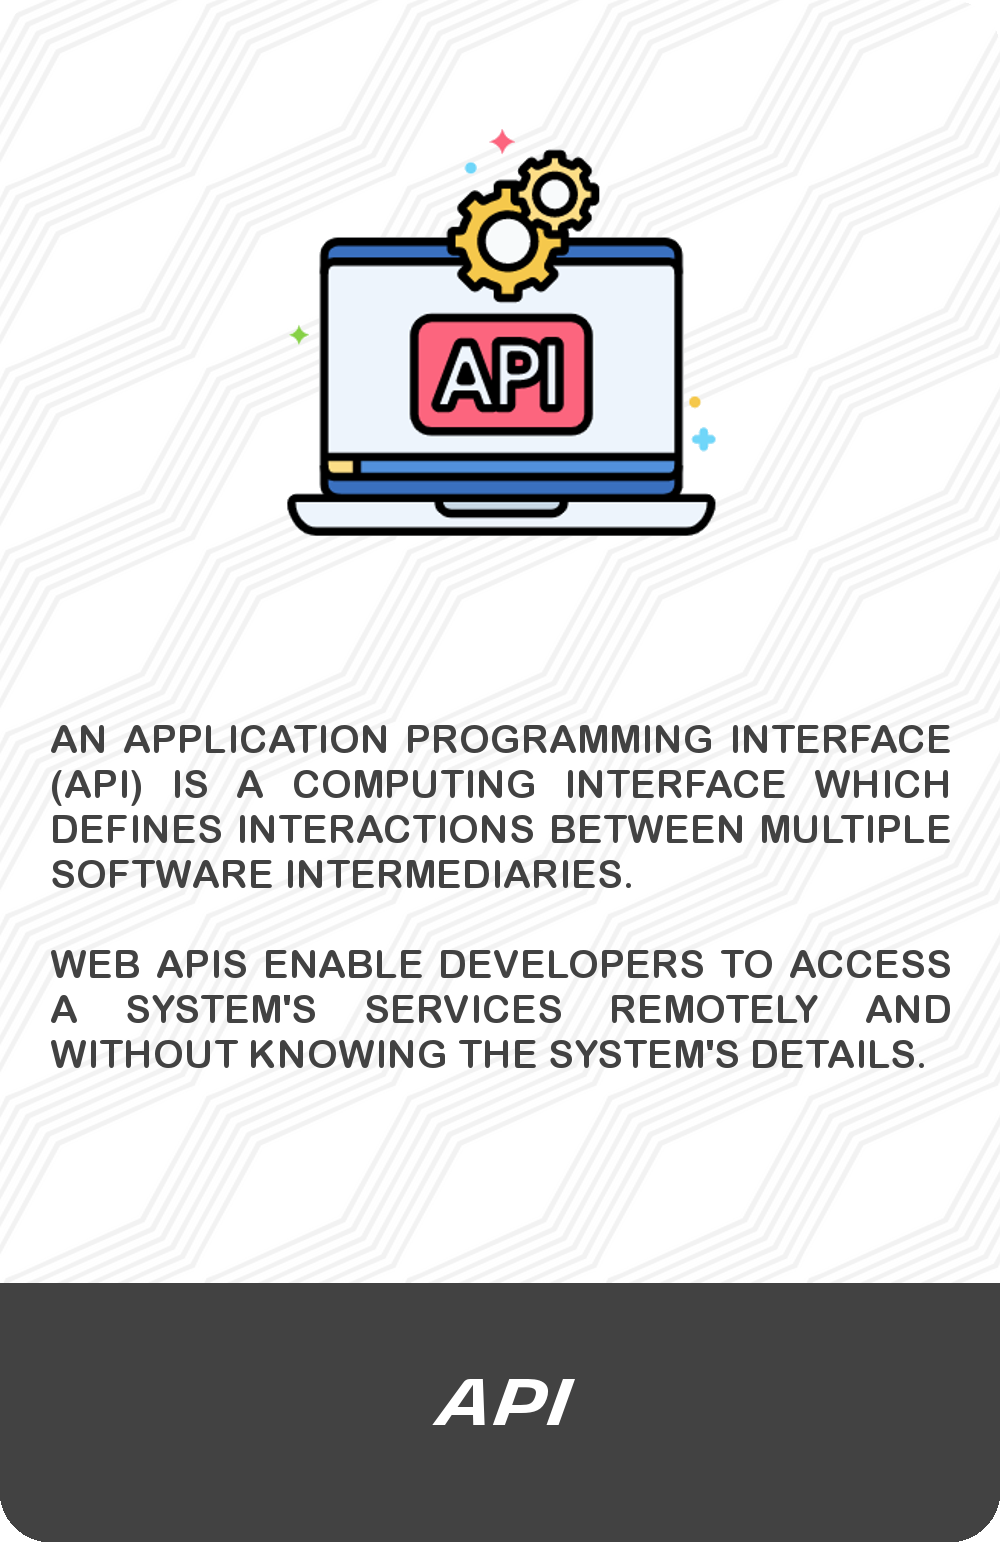 API
AN APPLICATION PROGRAMMING INTERFACE
(API) IS A COMPUTING INTERFACE WHICH
DEFINES INTERACTIONS BETWEEN MULTIPLE
SOFTWARE INTERMEDIARIES.
WEB APIS ENABLE DEVELOPERS TO ACCESS
A SYSTEM'S SERVICES REMOTELY AND
WITHOUT KNOWING THE SYSTEM'S DETAILS.
API